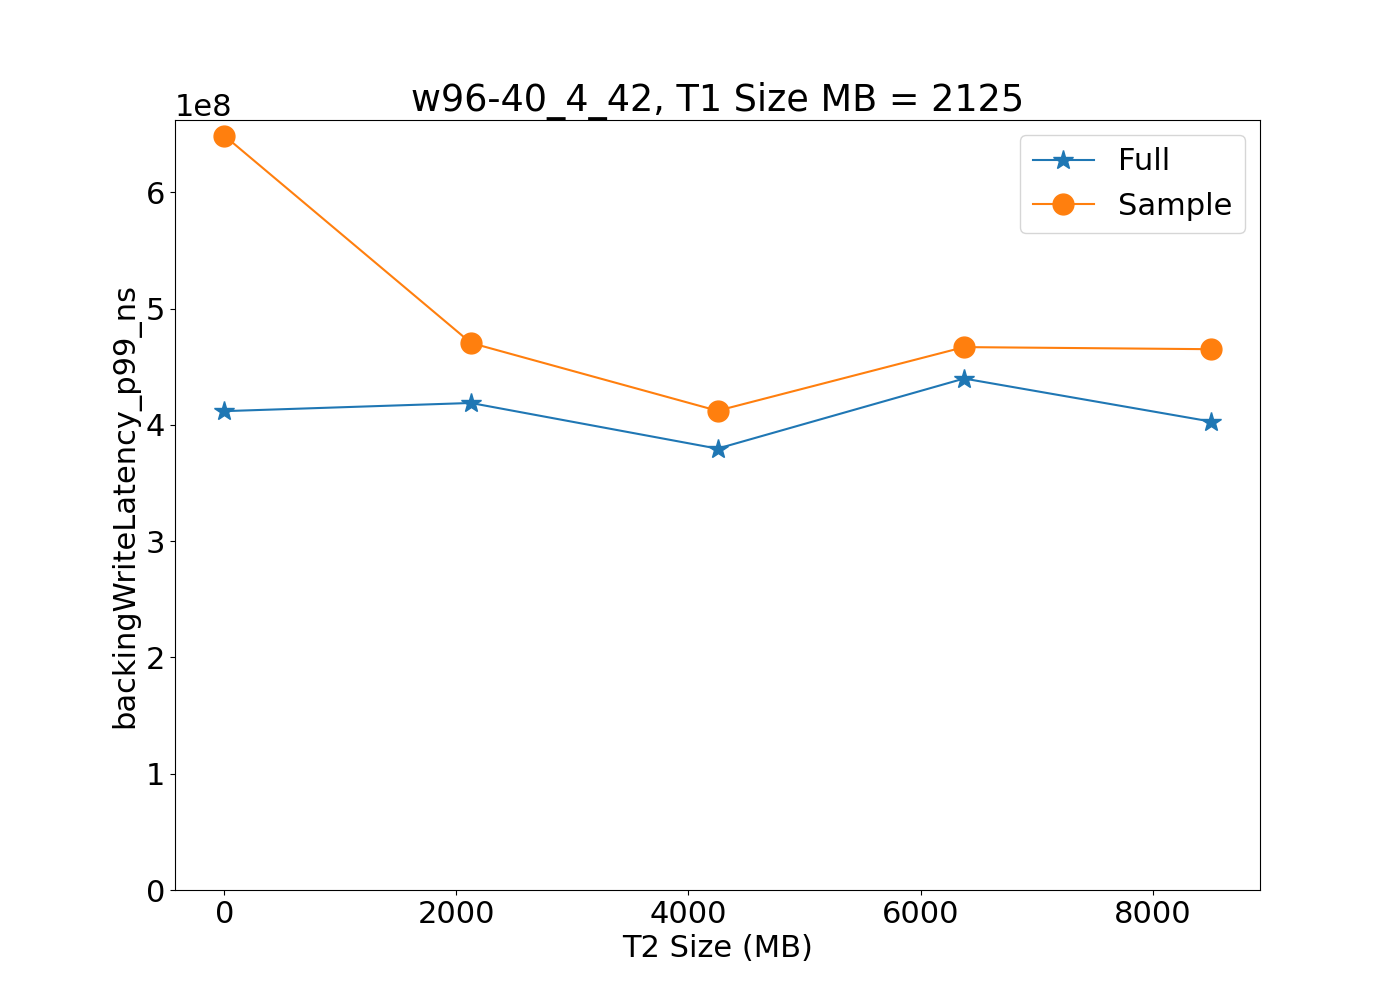 w96-40_4_42, T1 Size MB = 2125
1e8
Full
Sample
6
5
4
3
2
1
0
backingWriteLatency_p99_ns
0 2000 4000 6000 8000
T2 Size (MB)